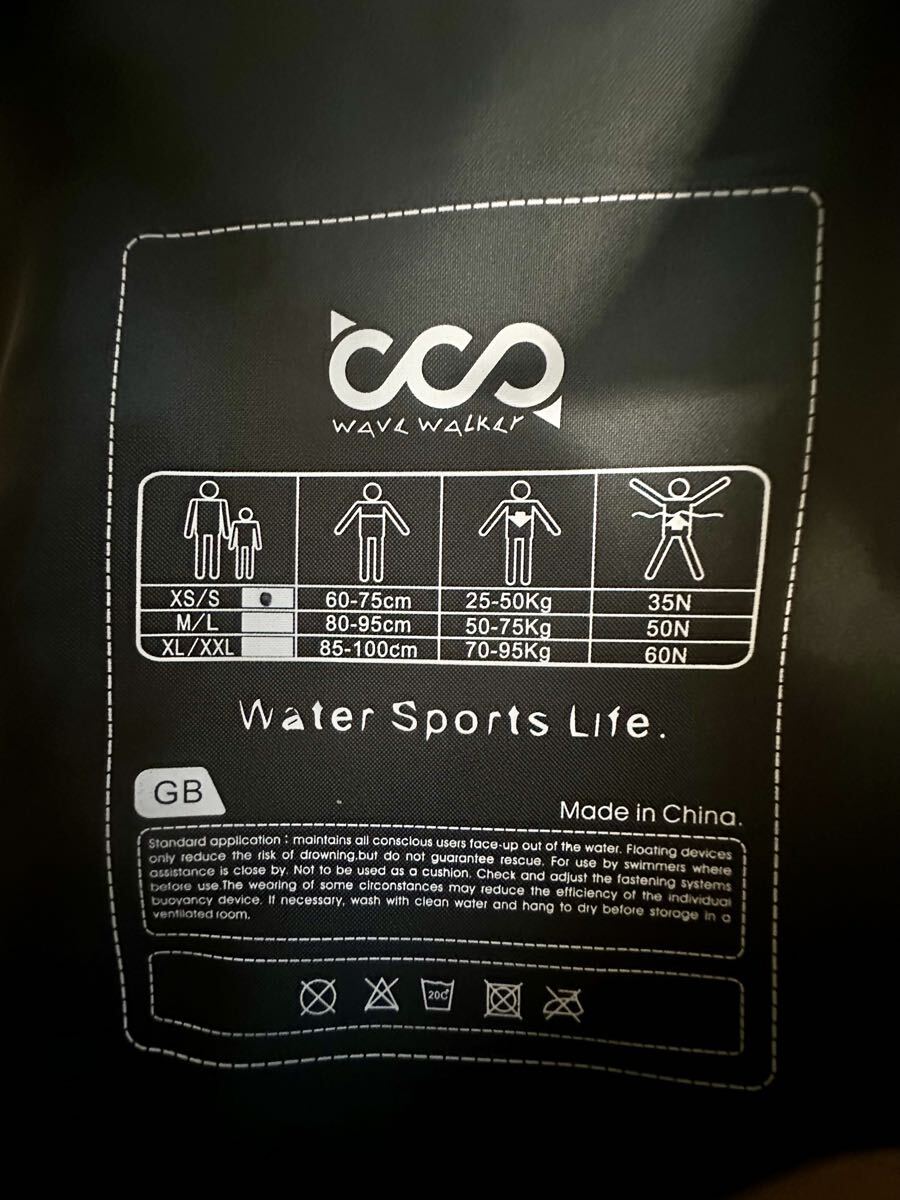 WAVE WALKER
XS/S 60-75cm 25-50Kg 35N
M/L 80-95cm 50-75Kg 50N
XL/XXL 85-100cm 70-95Kg 60N
Water Sports Life.
GB
Made in China.
Standard application : maintains all conscious users face-up out of the water. Floating devices
only reduce the risk of drowning.but do not guarantee rescue. For use by swimmers where
assistance is close by. Not to be used as a cushion. Check and adjust the fastening systems
before use.The wearing of some circonstances may reduce the efficiency of the individual
buoyancy device. If necessary, wash with clean water and hang to dry before storage in a
ventilated room.
20C